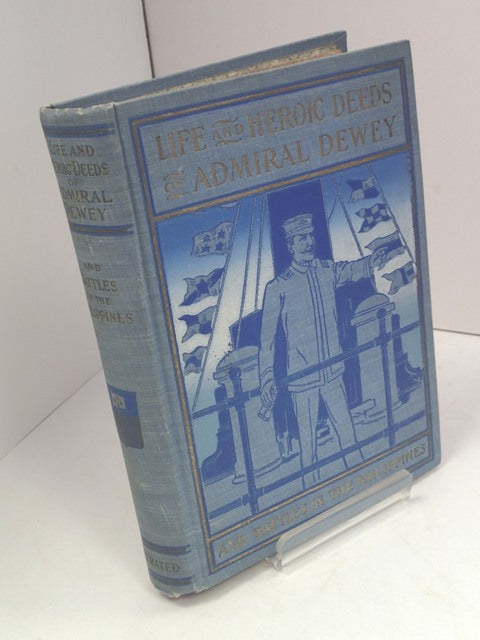 LIFE AND HEROIC DEEDS
OF ADMIRAL DEWEY
AND BATTLES IN THE PHILIPPINES
LIFE AND
HEROIC DEEDS
OF
ADMIRAL
DEWEY
AND
BATTLES
IN THE
PHILIPPINES